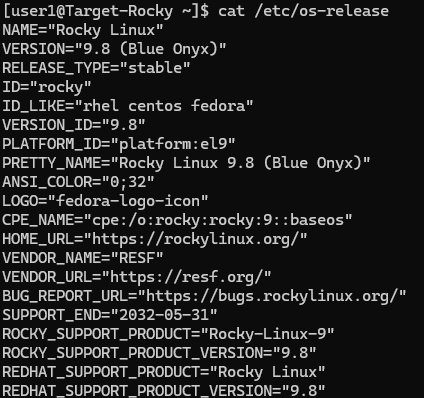 [user1@Target-Rocky ~]$ cat /etc/os-release
NAME="Rocky Linux"
VERSION="9.8 (Blue Onyx)"
RELEASE_TYPE="stable"
ID="rocky"
ID_LIKE="rhel centos fedora"
VERSION_ID="9.8"
PLATFORM_ID="platform:el9"
PRETTY_NAME="Rocky Linux 9.8 (Blue Onyx)"
ANSI_COLOR="0;32"
LOGO="fedora-logo-icon"
CPE_NAME="cpe:/o:rocky:rocky:9::baseos"
HOME_URL="https://rockylinux.org/"
VENDOR_NAME="RESF"
VENDOR_URL="https://resf.org/"
BUG_REPORT_URL="https://bugs.rockylinux.org/"
SUPPORT_END="2032-05-31"
ROCKY_SUPPORT_PRODUCT="Rocky-Linux-9"
ROCKY_SUPPORT_PRODUCT_VERSION="9.8"
REDHAT_SUPPORT_PRODUCT="Rocky Linux"
REDHAT_SUPPORT_PRODUCT_VERSION="9.8"